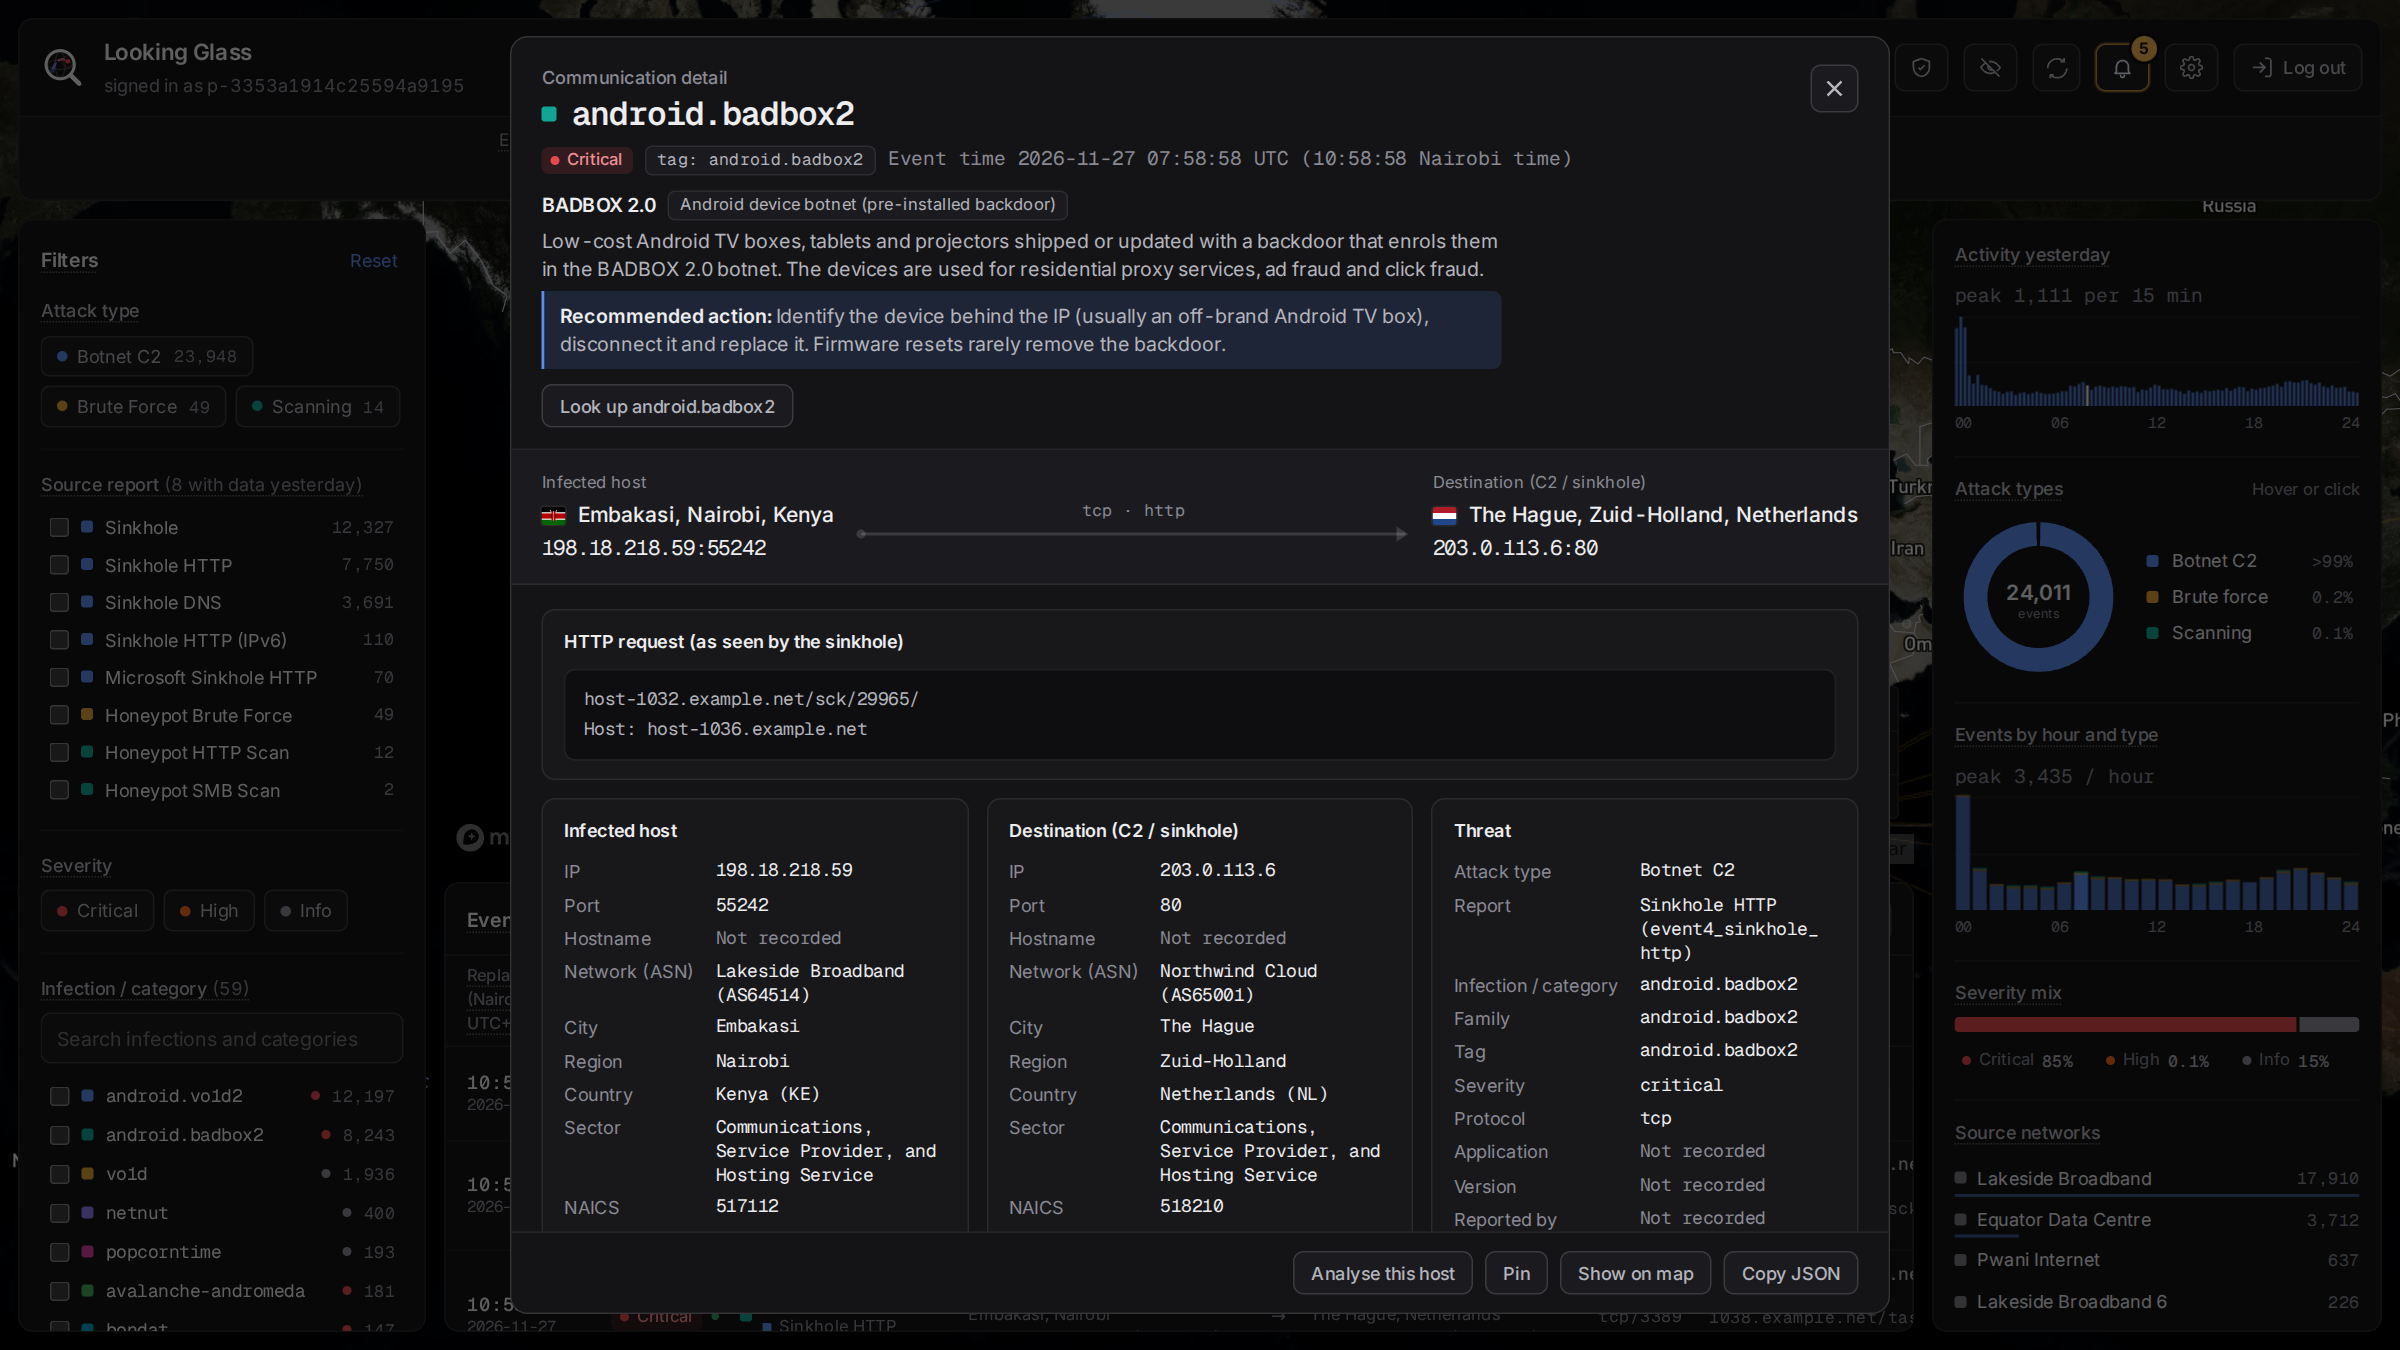 Looking Glass
signed in as p-3353a1914c25594a9195
5
Log out
Communication detail
android.badbox2
Critical
tag: android.badbox2
Event time 2026-11-27 07:58:58 UTC (10:58:58 Nairobi time)
BADBOX 2.0
Android device botnet (pre-installed backdoor)
Low-cost Android TV boxes, tablets and projectors shipped or updated with a backdoor that enrols them
in the BADBOX 2.0 botnet. The devices are used for residential proxy services, ad fraud and click fraud.
Recommended action: Identify the device behind the IP (usually an off-brand Android TV box),
disconnect it and replace it. Firmware resets rarely remove the backdoor.
Look up android.badbox2
Infected host
Embakasi, Nairobi, Kenya
198.18.218.59:55242
tcp · http
Destination (C2 / sinkhole)
The Hague, Zuid-Holland, Netherlands
203.0.113.6:80
HTTP request (as seen by the sinkhole)
host-1032.example.net/sck/29965/
Host: host-1036.example.net
Infected host
IP 198.18.218.59
Port 55242
Hostname Not recorded
Network (ASN) Lakeside Broadband
(AS64514)
City Embakasi
Region Nairobi
Country Kenya (KE)
Sector Communications,
Service Provider, and
Hosting Service
NAICS 517112
Destination (C2 / sinkhole)
IP 203.0.113.6
Port 80
Hostname Not recorded
Network (ASN) Northwind Cloud
(AS65001)
City The Hague
Region Zuid-Holland
Country Netherlands (NL)
Sector Communications,
Service Provider, and
Hosting Service
NAICS 518210
Threat
Attack type Botnet C2
Report Sinkhole HTTP
(event4_sinkhole_
http)
Infection / category android.badbox2
Family android.badbox2
Tag android.badbox2
Severity critical
Protocol tcp
Application Not recorded
Version Not recorded
Reported by Not recorded
Analyse this host
Pin
Show on map
Copy JSON
Filters
Reset
Attack type
Botnet C2 23,948
Brute Force 49
Scanning 14
Source report (8 with data yesterday)
Sinkhole 12,327
Sinkhole HTTP 7,750
Sinkhole DNS 3,691
Sinkhole HTTP (IPv6) 110
Microsoft Sinkhole HTTP 70
Honeypot Brute Force 49
Honeypot HTTP Scan 12
Honeypot SMB Scan 2
Severity
Critical
High
Info
Infection / category (59)
Search infections and categories
android.vo1d2 12,197
android.badbox2 8,243
vo1d 1,936
netnut 400
popcorntime 193
avalanche-andromeda 181
bondat 147
2026-11-27
Critical
Sinkhole HTTP
Embakasi, Nairobi
→
The Hague, Netherlands
tcp/3389
Russia
Iran
Activity yesterday
peak 1,111 per 15 min
00 06 12 18 24
Attack types
Hover or click
24,011
events
Botnet C2 >99%
Brute force 0.2%
Scanning 0.1%
Events by hour and type
peak 3,435 / hour
00 06 12 18 24
Severity mix
Critical 85%
High 0.1%
Info 15%
Source networks
Lakeside Broadband 17,910
Equator Data Centre 3,712
Pwani Internet 637
Lakeside Broadband 6 226